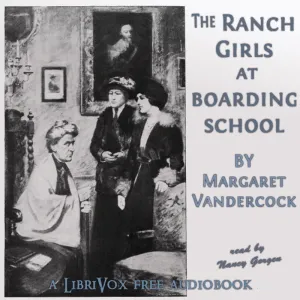 THE RANCH
GIRLS
AT
BOARDING
SCHOOL
BY
MARGARET
VANDERCOCK
read by
Nancy Gorgen
A LIBRIVOX FREE AUDIOBOOK